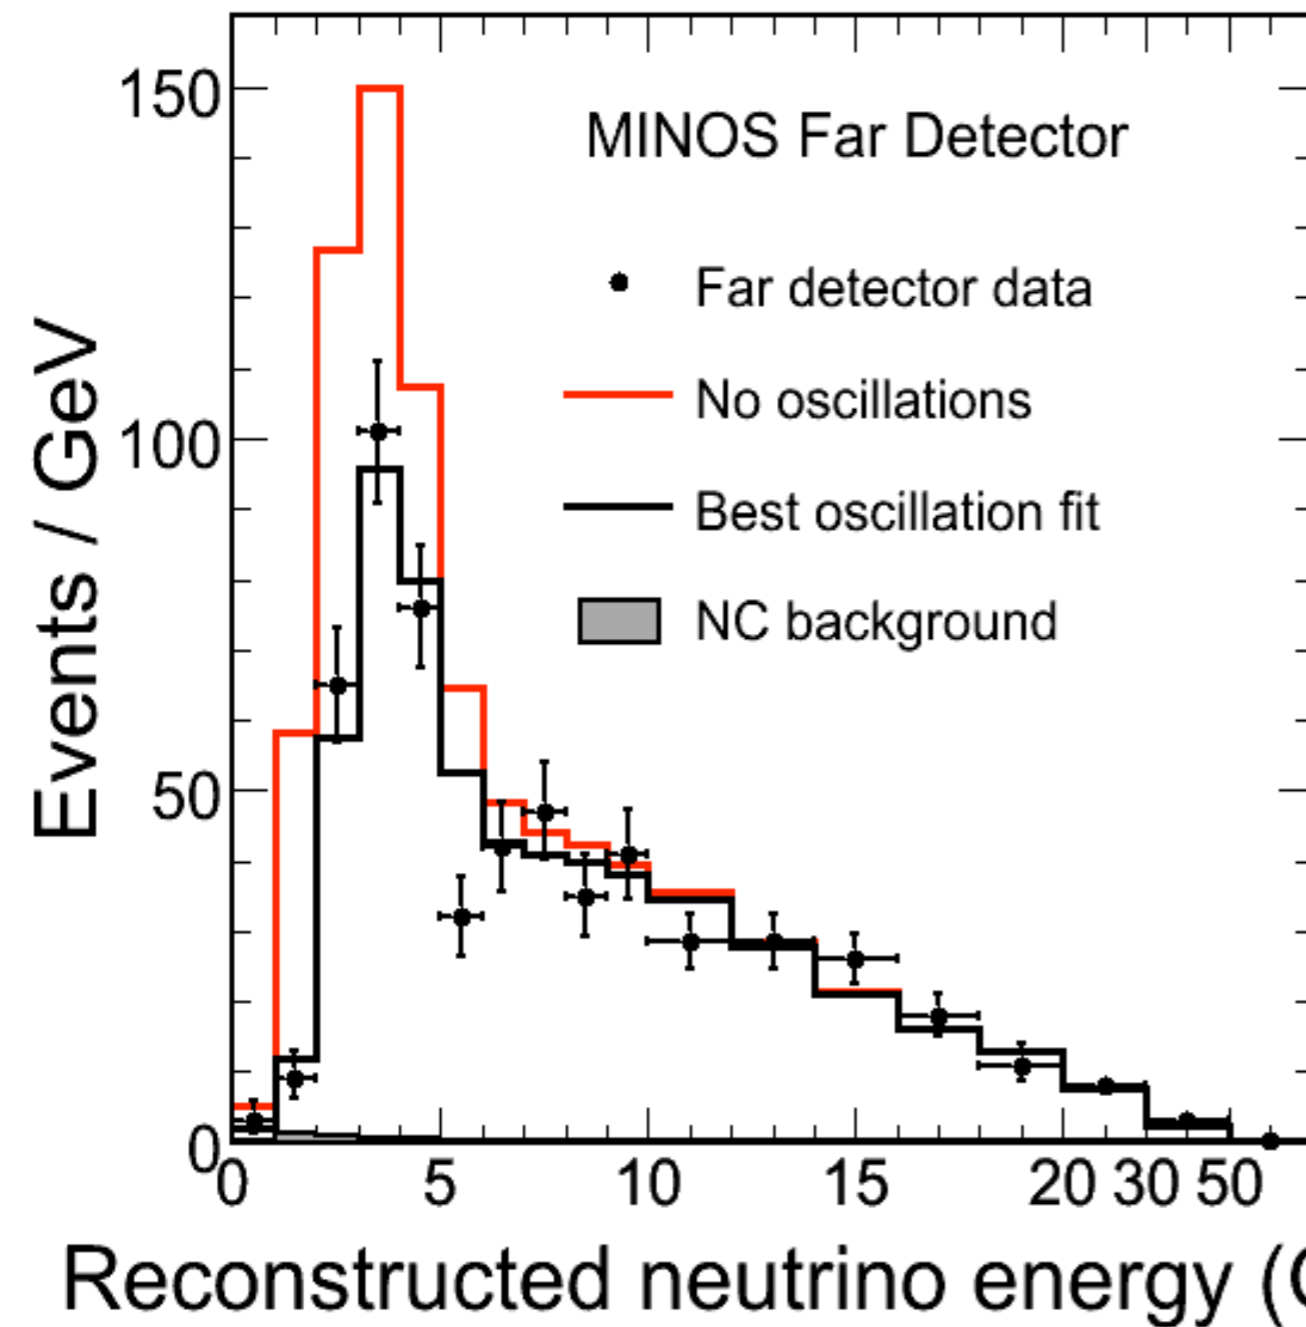 150
MINOS Far Detector
Far detector data
No oscillations
100
Best oscillation fit
NC background
50
0
0 5 10 15 20 30 50
Events / GeV
Reconstructed neutrino energy (